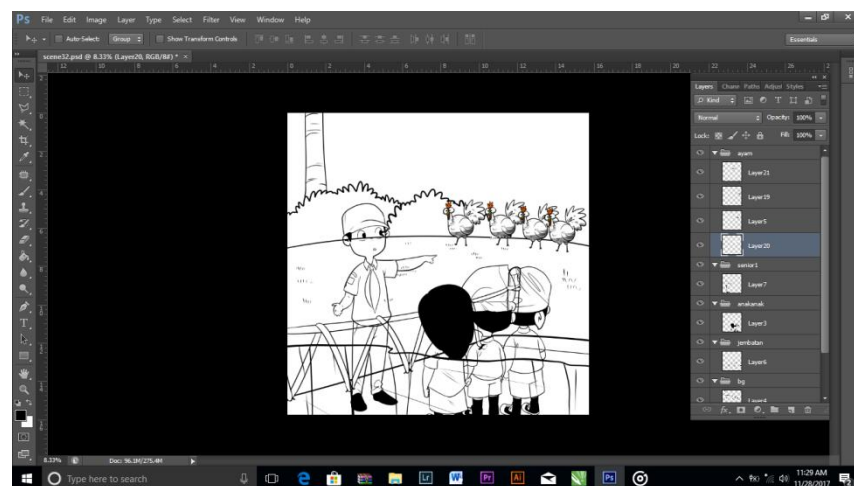 Ps File Edit Image Layer Type Select Filter View Window Help
Auto-Select: Group Show Transform Controls Essentials
scene32.psd @ 8.33% (Layer20, RGB/8#) * ×
Layers Chann Paths Adjust Styles
Kind
Normal Opacity: 100%
Lock: Fill: 100%
ayam
Layer21
Layer19
Layer5
Layer20
senior1
Layer7
anakanak
Layer3
jembatan
Layer6
bg
Layer4
8.33% Doc: 96.1M/275.4M
Type here to search
11:29 AM
11/28/2017